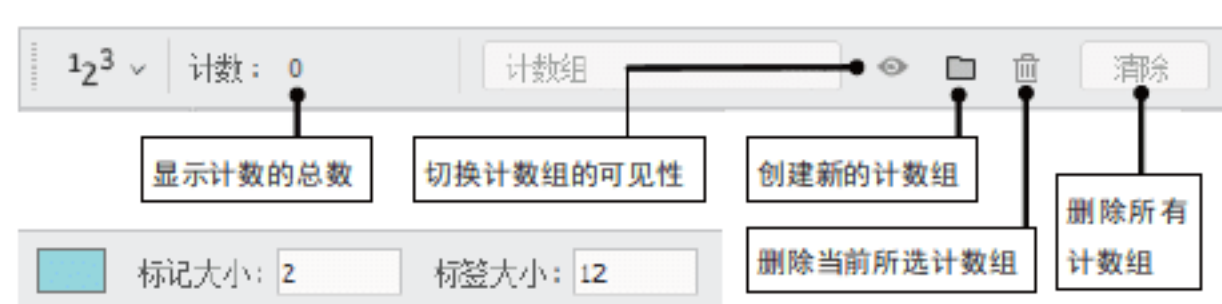 123 计数： 0 计数组 清除
显示计数的总数
切换计数组的可见性
创建新的计数组
删除当前所选计数组
删除所有
计数组
标记大小： 2 标签大小： 12